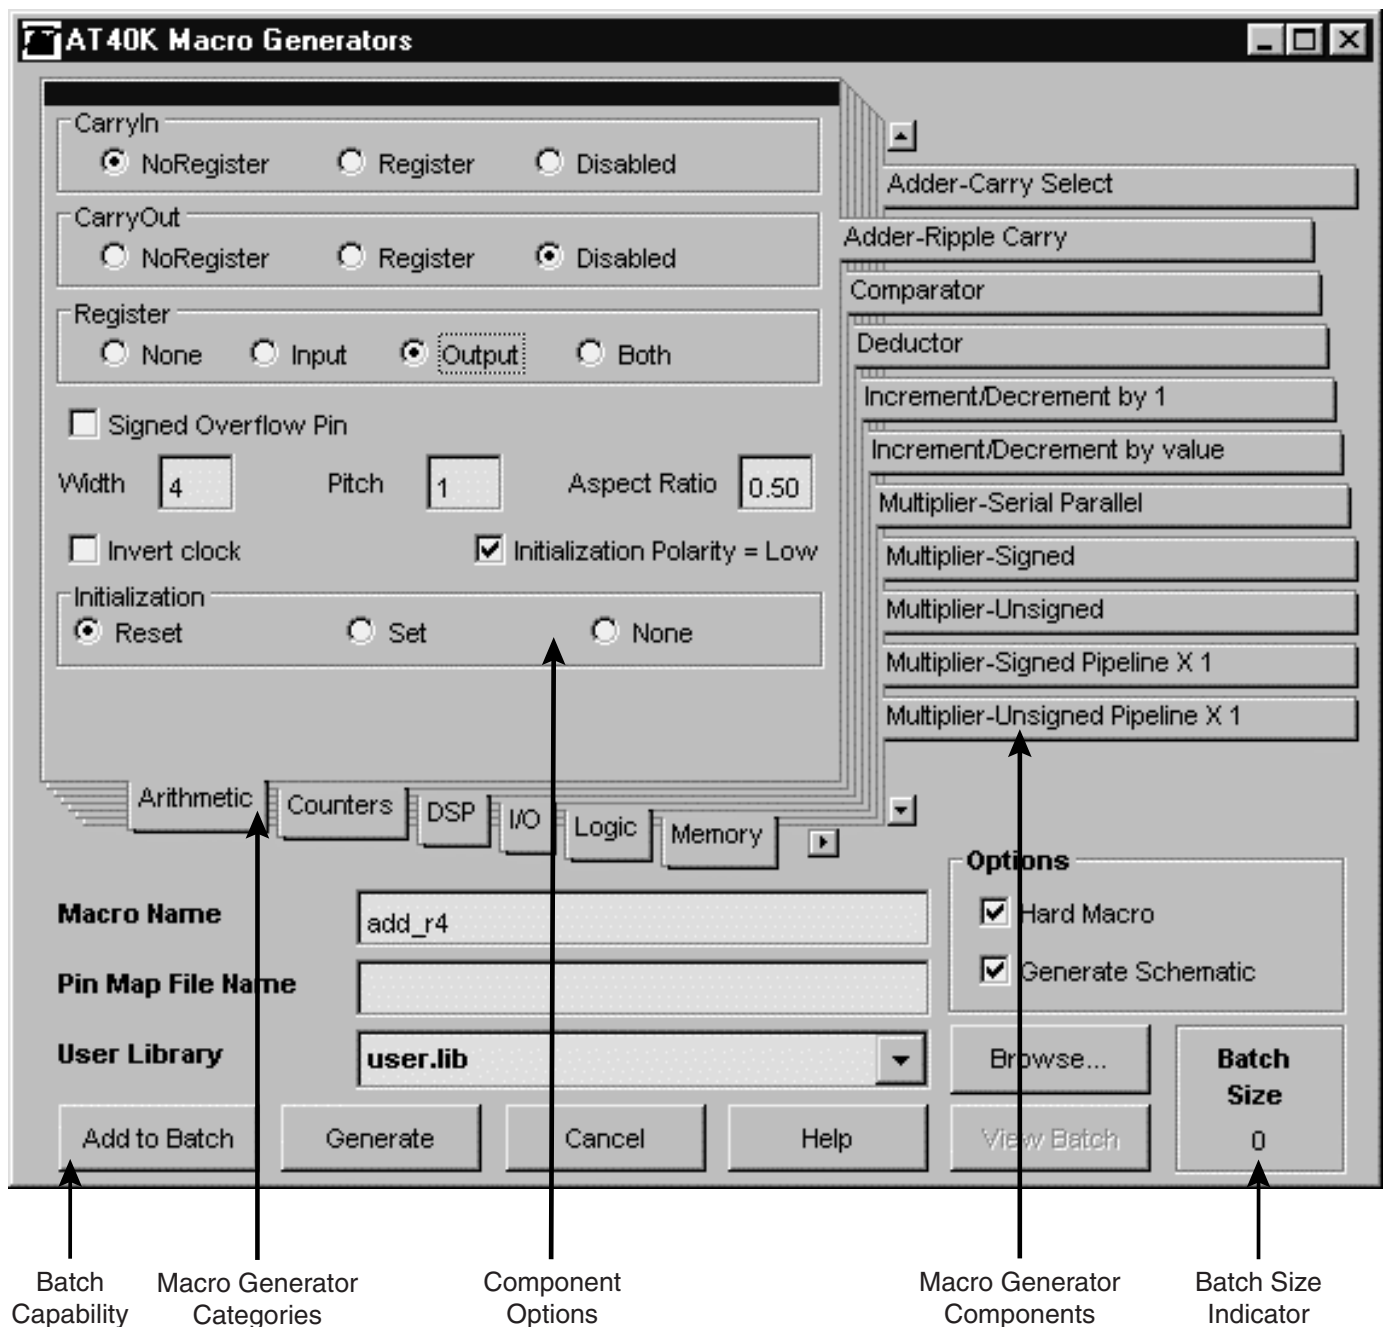 AT40K Macro Generators
CarryIn
NoRegister Register Disabled
CarryOut
NoRegister Register Disabled
Register
None Input Output Both
Signed Overflow Pin
Width 4 Pitch 1 Aspect Ratio 0.50
Invert clock Initialization Polarity = Low
Initialization
Reset Set None
Adder-Carry Select
Adder-Ripple Carry
Comparator
Deductor
Increment/Decrement by 1
Increment/Decrement by value
Multiplier-Serial Parallel
Multiplier-Signed
Multiplier-Unsigned
Multiplier-Signed Pipeline X 1
Multiplier-Unsigned Pipeline X 1
Arithmetic Counters DSP I/O Logic Memory
Macro Name add_r4
Pin Map File Name
User Library user.lib
Options
Hard Macro
Generate Schematic
Browse...
Batch
Size
0
Add to Batch Generate Cancel Help View Batch
Batch
Capability
Macro Generator
Categories
Component
Options
Macro Generator
Components
Batch Size
Indicator